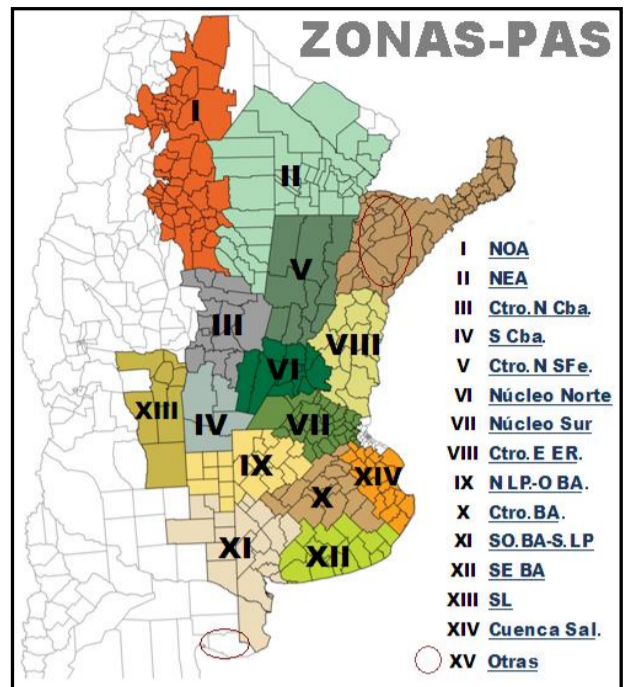 ZONAS-PAS
I
II
V
III
VIII
VI
XIII
IV
VII
IX
XIV
X
XI
XII
I NOA
II NEA
III Ctro.N Cba.
IV S Cba.
V Ctro.N SFe.
VI Núcleo Norte
VII Núcleo Sur
VIII Ctro.E ER.
IX N LP.-O BA.
X Ctro.BA.
XI SO.BA-S.LP
XII SE BA
XIII SL
XIV Cuenca Sal.
XV Otras